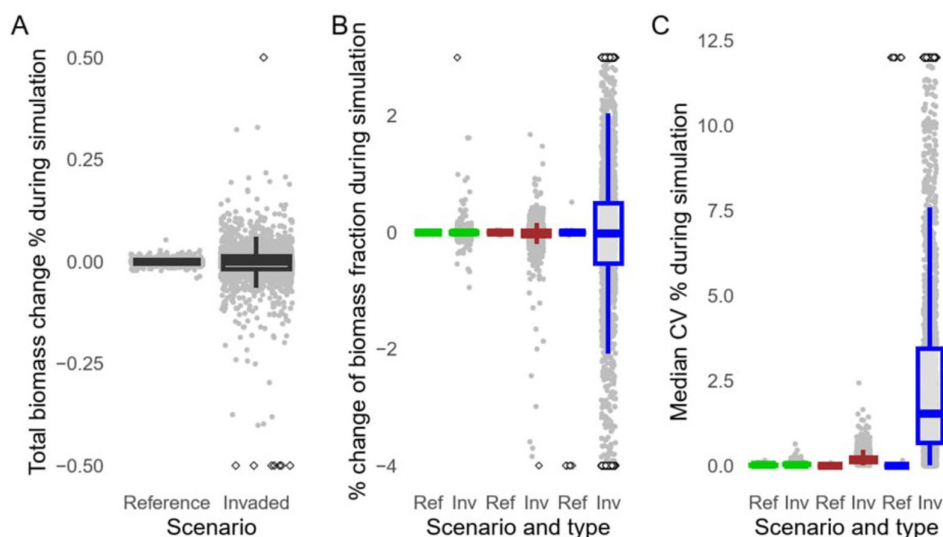 A
Total biomass change % during simulation
0.50
0.25
0.00
−0.25
−0.50
Reference Invaded
Scenario
B
% change of biomass fraction during simulation
2
0
−2
−4
Ref Inv Ref Inv Ref Inv
Scenario and type
C
Median CV % during simulation
12.5
10.0
7.5
5.0
2.5
0.0
Ref Inv Ref Inv Ref Inv
Scenario and type